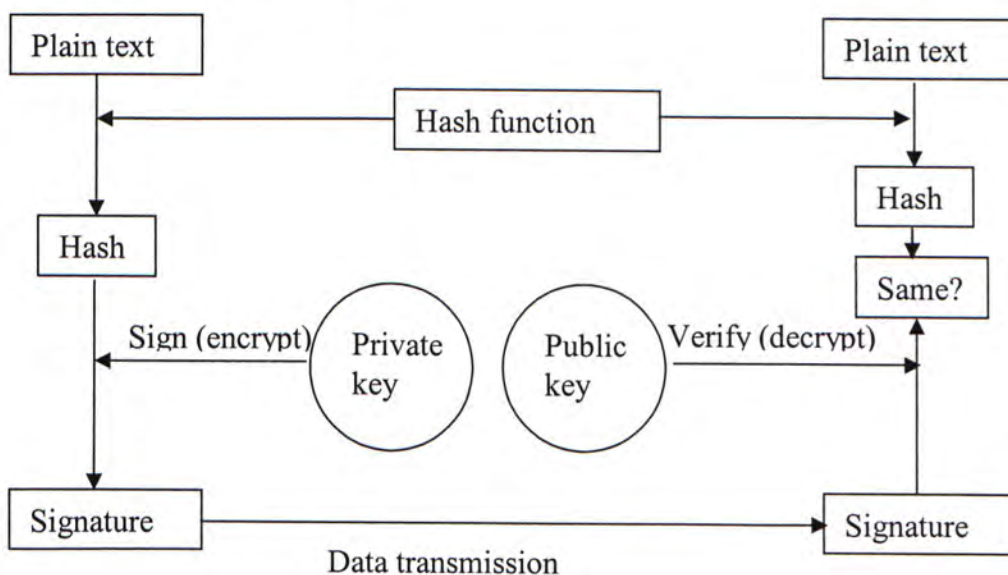 Plain text
Plain text
Hash function
Hash
Hash
Same?
Sign (encrypt)
Private
key
Public
key
Verify (decrypt)
Signature
Signature
Data transmission